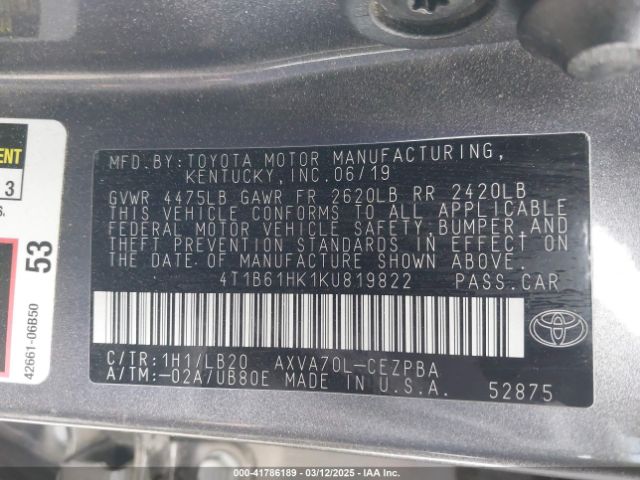 MFD.BY:TOYOTA MOTOR MANUFACTURING,
KENTUCKY,INC.06/19
GVWR 4475LB GAWR FR 2620LB RR 2420LB
THIS VEHICLE CONFORMS TO ALL APPLICABLE
FEDERAL MOTOR VEHICLE SAFETY,BUMPER,AND
THEFT PREVENTION STANDARDS IN EFFECT ON
THE DATE OF MANUFACTURE SHOWN ABOVE.
4T1B61HK1KU819822 PASS.CAR
C/TR:1H1/LB20 AXVA70L-CEZPBA
A/TM:-02A7UB80E MADE IN U.S.A.
52875
3
53
42661-06B50
000-41786189 - 03/12/2025 - IAA Inc.